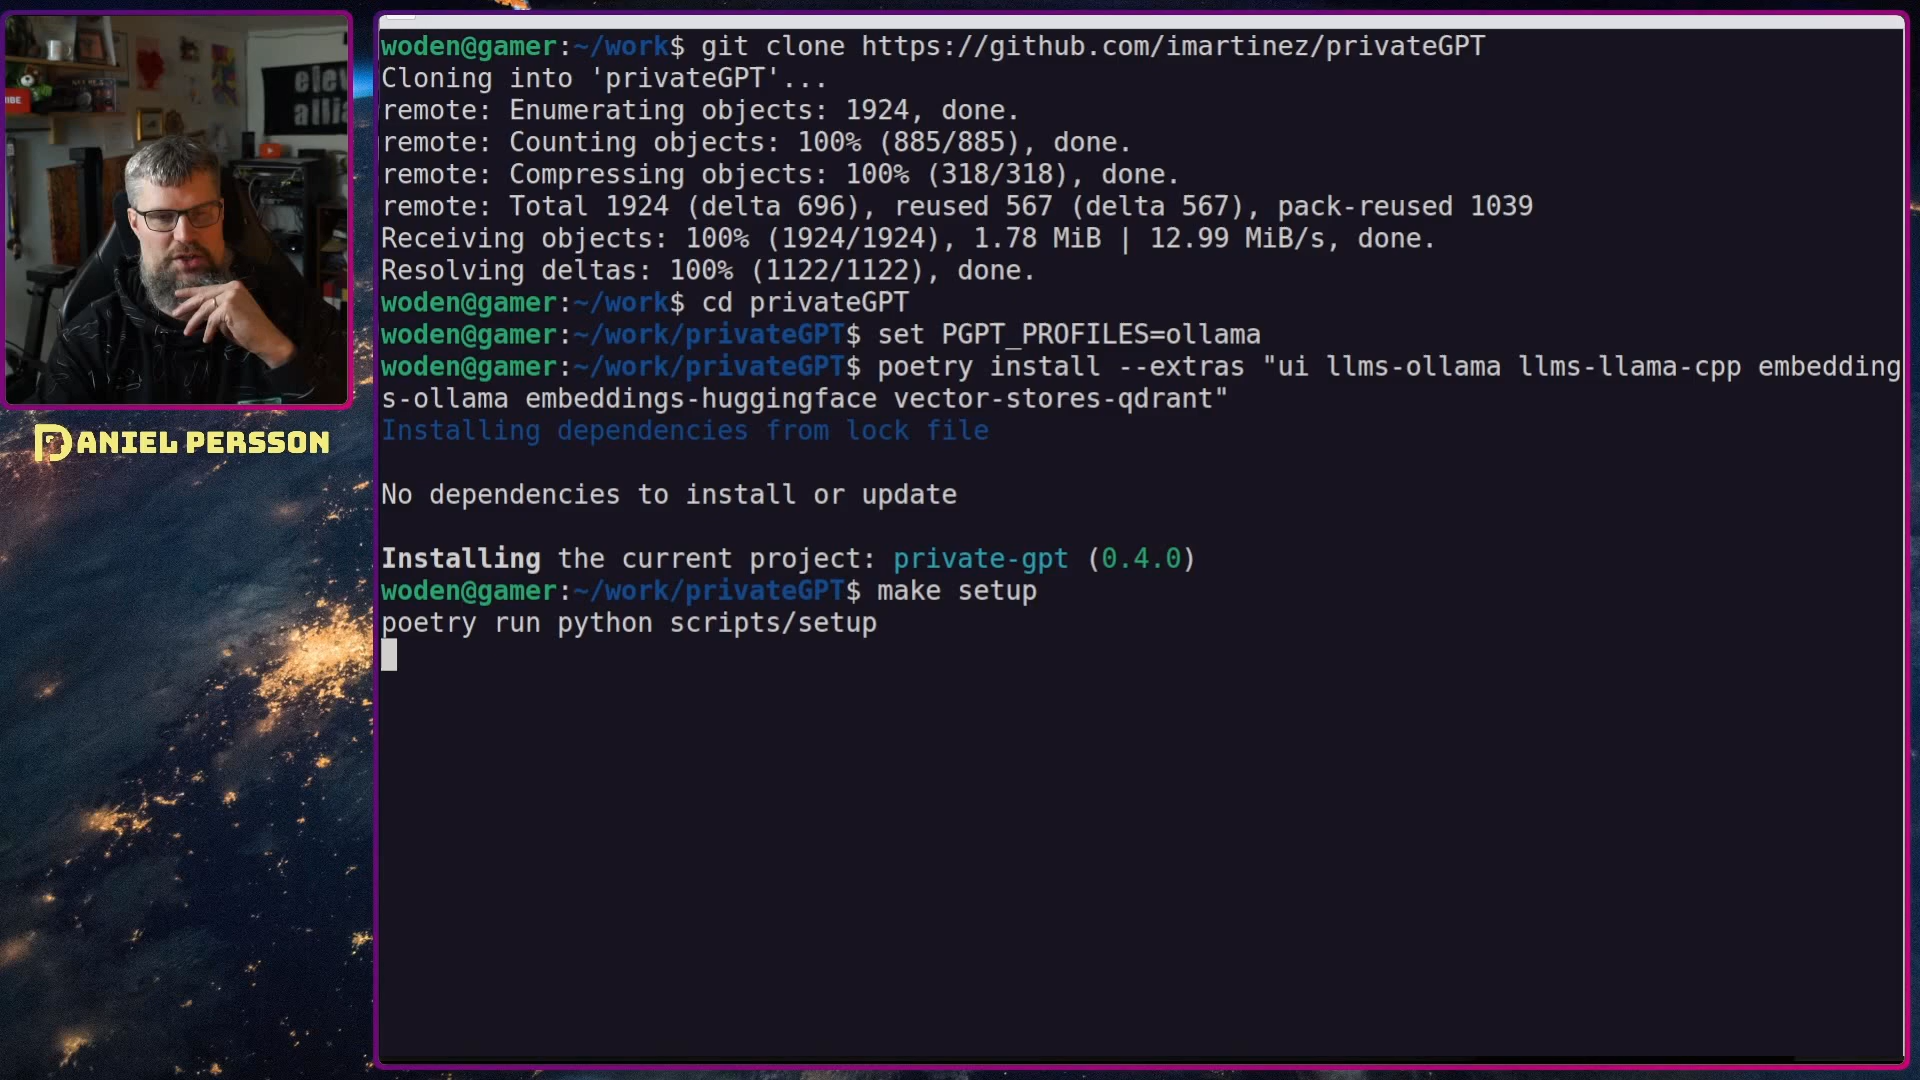 woden@gamer:~/work$ git clone https://github.com/imartinez/privateGPT
Cloning into 'privateGPT'...
remote: Enumerating objects: 1924, done.
remote: Counting objects: 100% (885/885), done.
remote: Compressing objects: 100% (318/318), done.
remote: Total 1924 (delta 696), reused 567 (delta 567), pack-reused 1039
Receiving objects: 100% (1924/1924), 1.78 MiB | 12.99 MiB/s, done.
Resolving deltas: 100% (1122/1122), done.
woden@gamer:~/work$ cd privateGPT
woden@gamer:~/work/privateGPT$ set PGPT_PROFILES=ollama
woden@gamer:~/work/privateGPT$ poetry install --extras "ui llms-ollama llms-llama-cpp embedding
s-ollama embeddings-huggingface vector-stores-qdrant"
Installing dependencies from lock file
No dependencies to install or update
Installing the current project: private-gpt (0.4.0)
woden@gamer:~/work/privateGPT$ make setup
poetry run python scripts/setup
DANIEL PERSSON